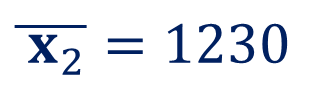 x̄₂ = 1230